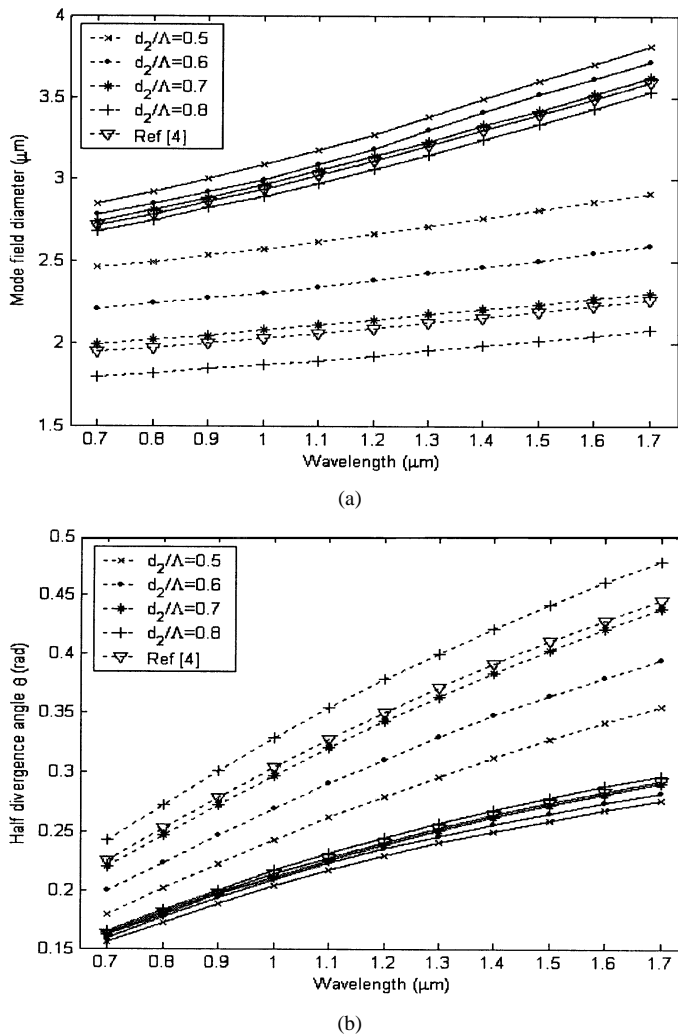 4
3.5
3
2.5
2
1.5
Mode field diameter (μm)
d2/Λ=0.5
d2/Λ=0.6
d2/Λ=0.7
d2/Λ=0.8
Ref [4]
0.7 0.8 0.9 1 1.1 1.2 1.3 1.4 1.5 1.6 1.7
Wavelength (μm)
(a)
0.5
0.45
0.4
0.35
0.3
0.25
0.2
0.15
Half divergence angle θ (rad)
d2/Λ=0.5
d2/Λ=0.6
d2/Λ=0.7
d2/Λ=0.8
Ref [4]
0.7 0.8 0.9 1 1.1 1.2 1.3 1.4 1.5 1.6 1.7
Wavelength (μm)
(b)